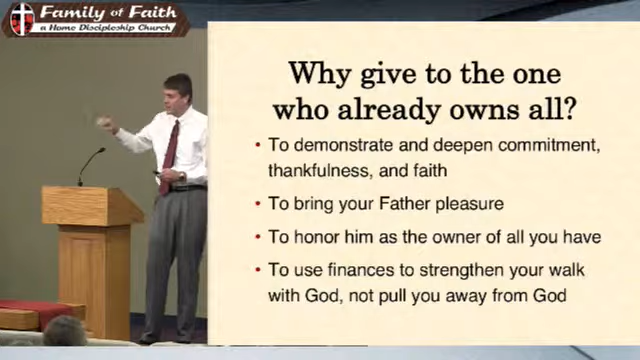 Family of Faith
a Home Discipleship Church
Why give to the one
who already owns all?
• To demonstrate and deepen commitment,
thankfulness, and faith
• To bring your Father pleasure
• To honor him as the owner of all you have
• To use finances to strengthen your walk
with God, not pull you away from God